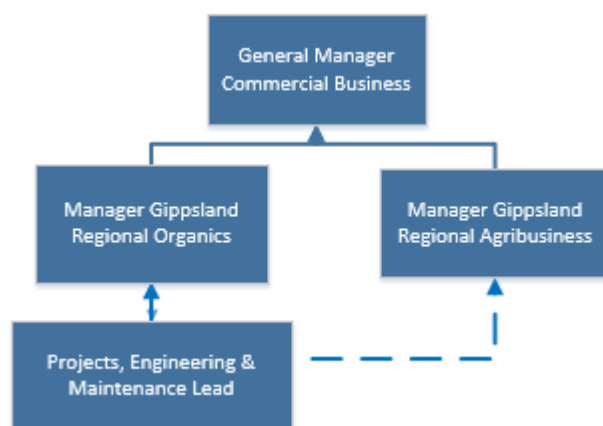 General Manager
Commercial Business
Manager Gippsland
Regional Organics
Manager Gippsland
Regional Agribusiness
Projects, Engineering &
Maintenance Lead